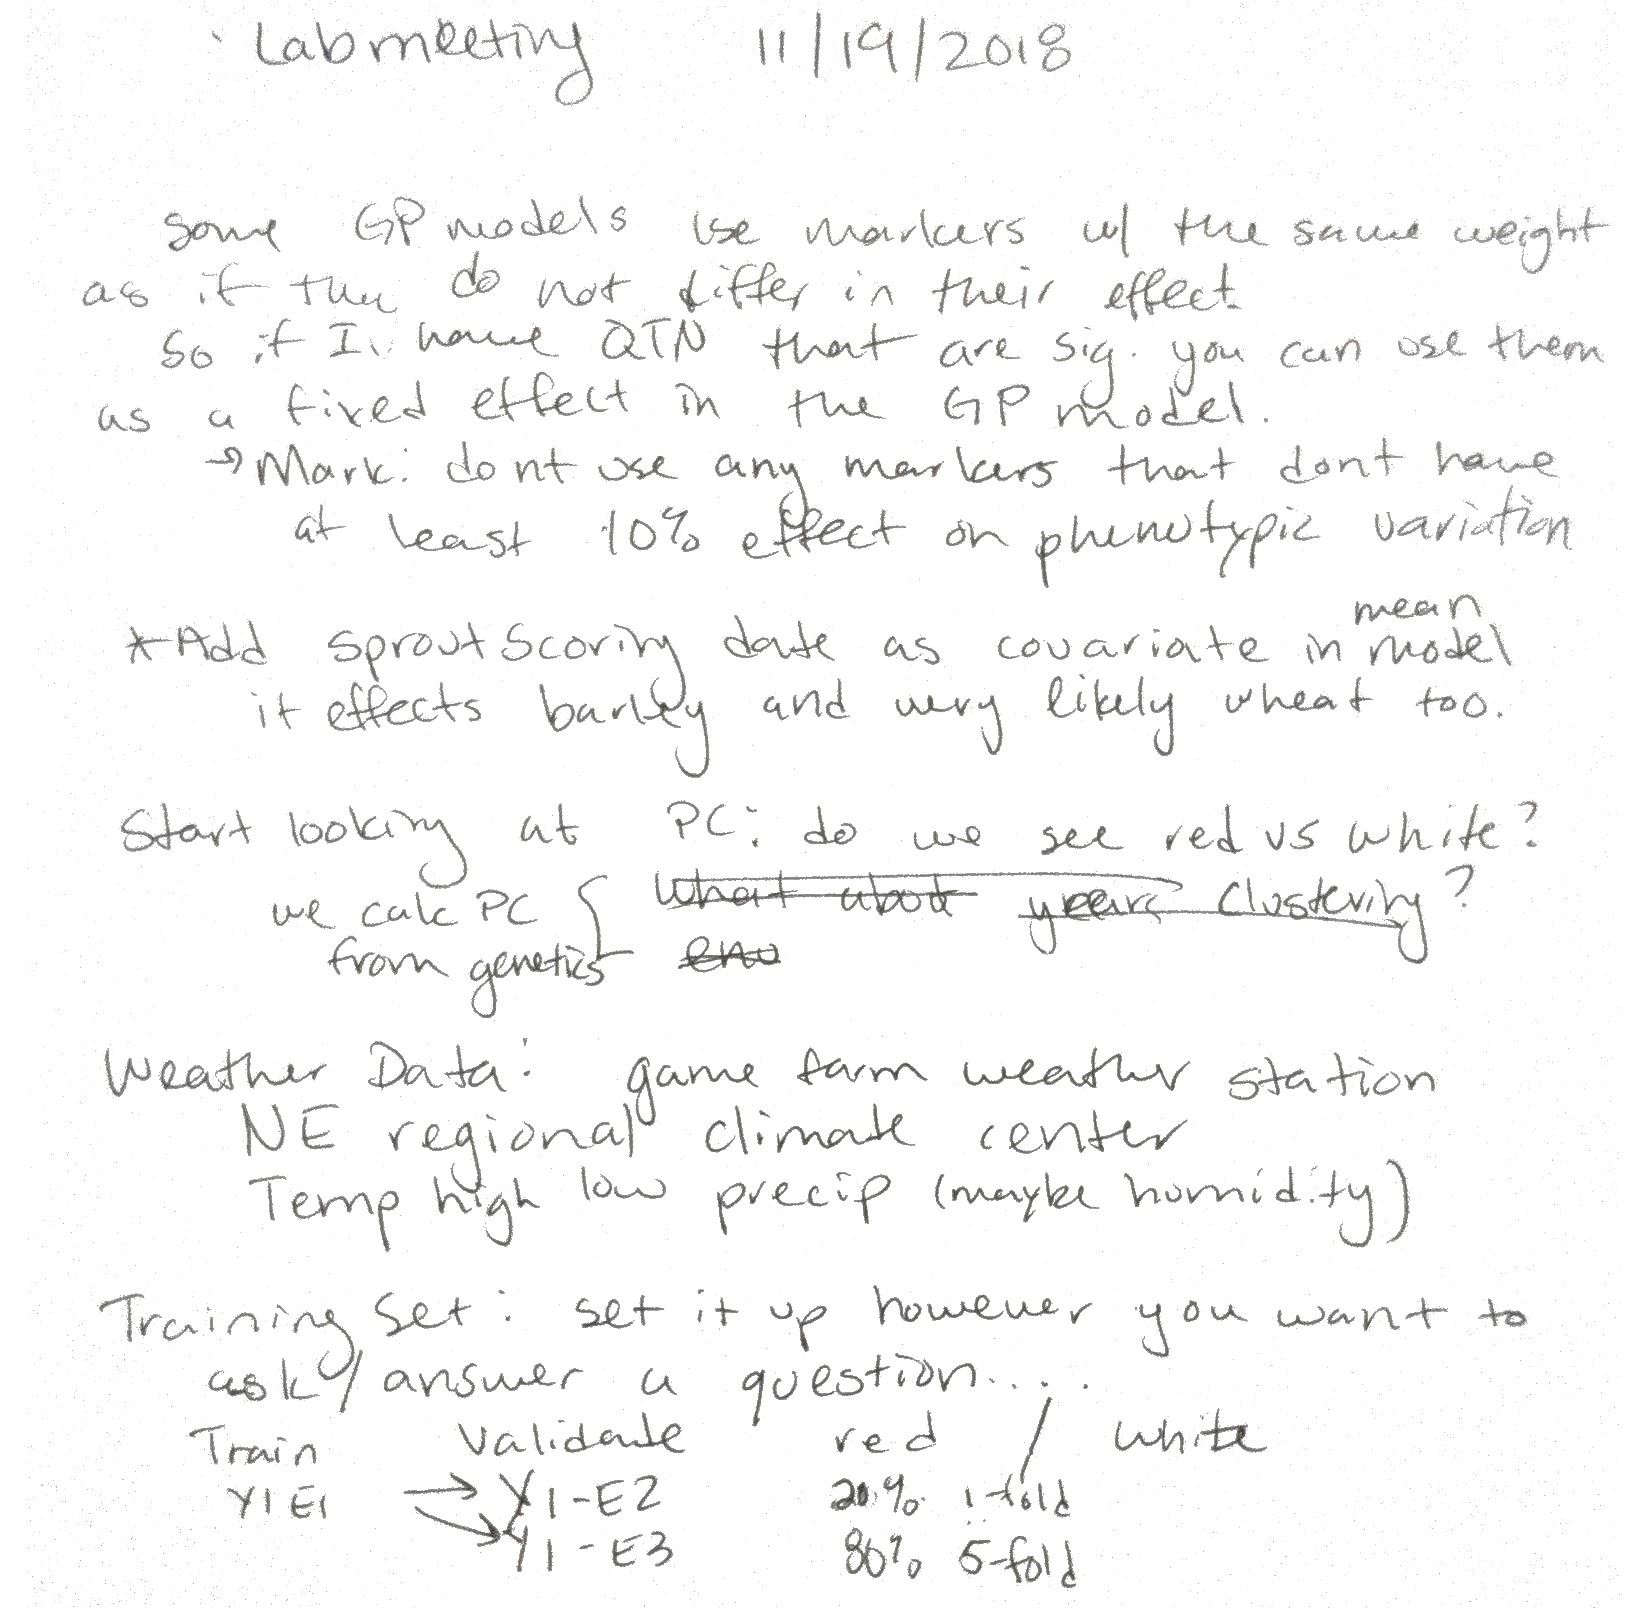 Lab meeting 11/19/2018
some GP models use markers w/ the same weight
as if they do not differ in their effect
So if I have QTN that are sig. you can use them
as a fixed effect in the GP model.
→ Mark: dont use any markers that dont have
at least 10% effect on phenotypic variation
mean
*Add sprout scoring date as covariate in model
it effects barley and very likely wheat too.
Start looking at PC: do we see red vs white?
we calc PC { what about years clustering?
from genetics env
Weather Data: game farm weather station
NE regional climate center
Temp high low precip (maybe humidity)
Training Set: set it up however you want to
ask/answer a question....
Train Validate red / white
Y1E1 → Y1-E2 20% 1-fold
Y1-E3 80% 5-fold